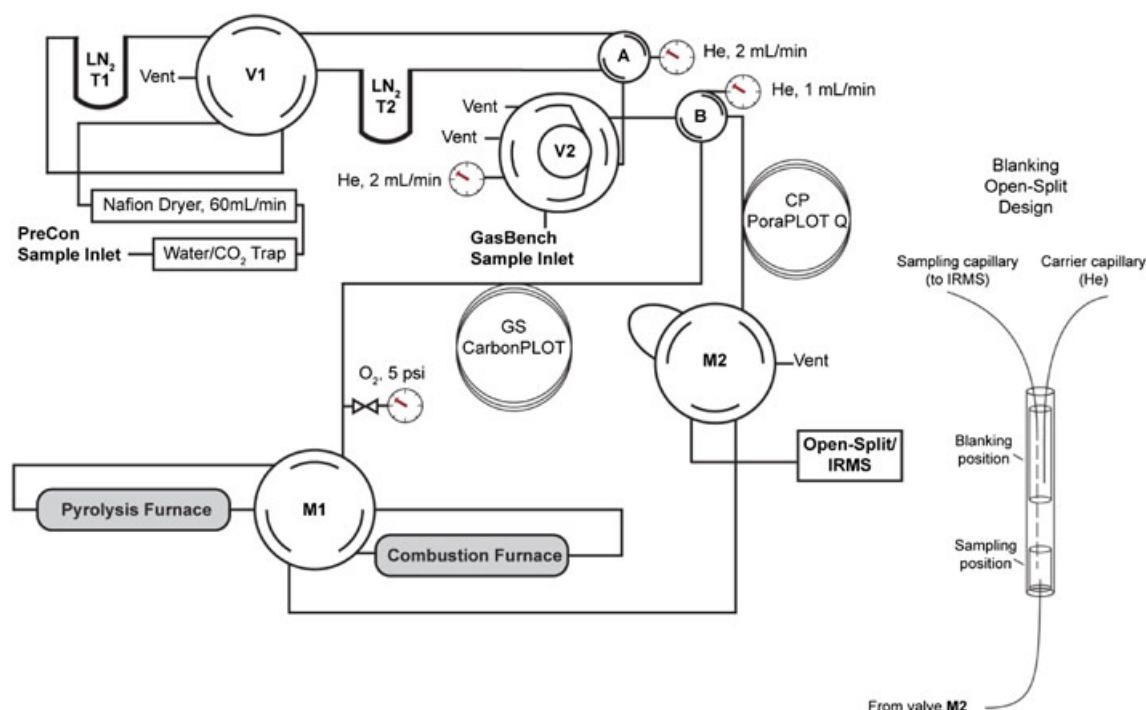 LN2
T1
Vent
V1
LN2
T2
A
He, 2 mL/min
B
He, 1 mL/min
Vent
Vent
V2
He, 2 mL/min
GasBench
Sample Inlet
Nafion Dryer, 60mL/min
PreCon
Sample Inlet
Water/CO2 Trap
CP
PoraPLOT Q
GS
CarbonPLOT
M2
Vent
O2, 5 psi
Open-Split/
IRMS
Pyrolysis Furnace
M1
Combustion Furnace
Blanking
Open-Split
Design
Sampling capillary
(to IRMS)
Carrier capillary
(He)
Blanking
position
Sampling
position
From valve M2